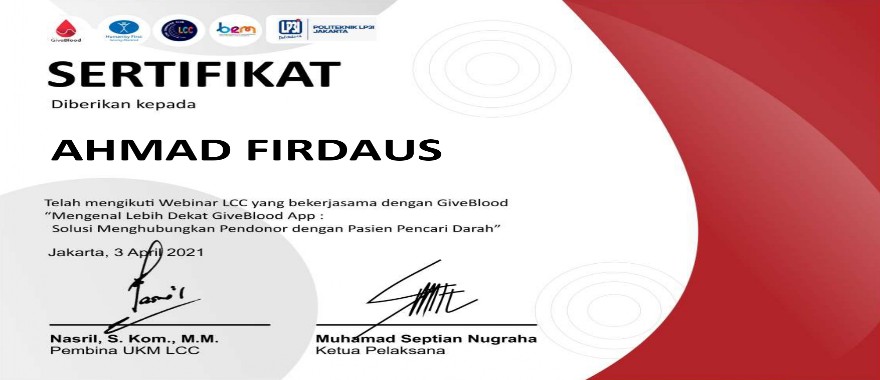 GiveBlood
Humanity First
LCC
bem
LP3I
POLITEKNIK LP3I
JAKARTA
SERTIFIKAT
Diberikan kepada
AHMAD FIRDAUS
Telah mengikuti Webinar LCC yang bekerjasama dengan GiveBlood
“Mengenal Lebih Dekat GiveBlood App :
Solusi Menghubungkan Pendonor dengan Pasien Pencari Darah”
Jakarta, 3 April 2021
Nasril, S. Kom., M.M.
Pembina UKM LCC
Muhamad Septian Nugraha
Ketua Pelaksana